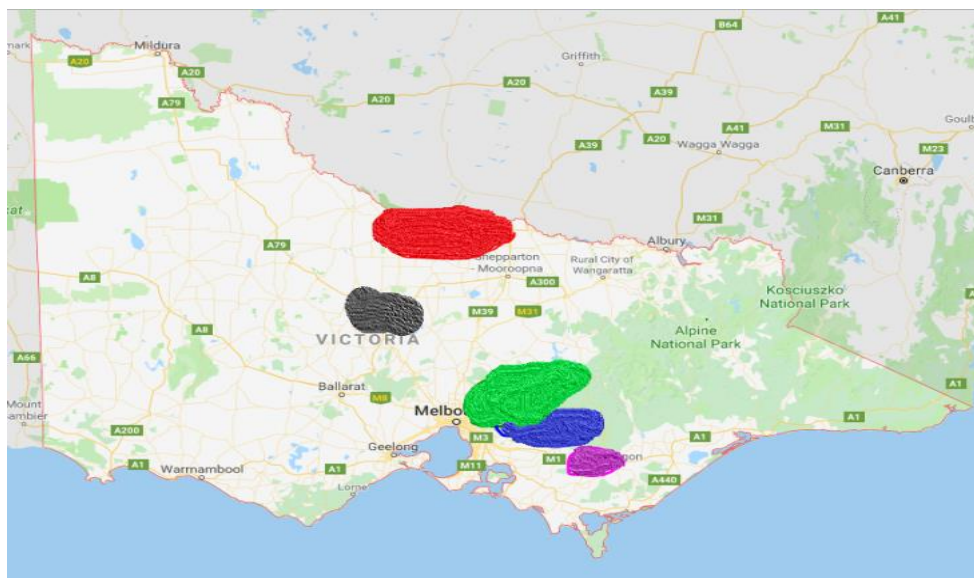 mark
Mildura
A20
A20
A79
A20
A20
B64
A41
Griffith
A39
A41
A20
M31
Goulb
M23
A39
Wagga Wagga
Canberra
A79
M31
Albury
Shepparton
- Mooroopna
Rural City of
Wangaratta
A300
A8
Kosciuszko
National Park
M39
M31
A8
VICTORIA
Alpine
National Park
A66
Ballarat
M8
A1
Mount
A200
Melbo
M3
A1
A1
Geelong
A1
Warrnambool
A1
M11
M1
A440
Lorne